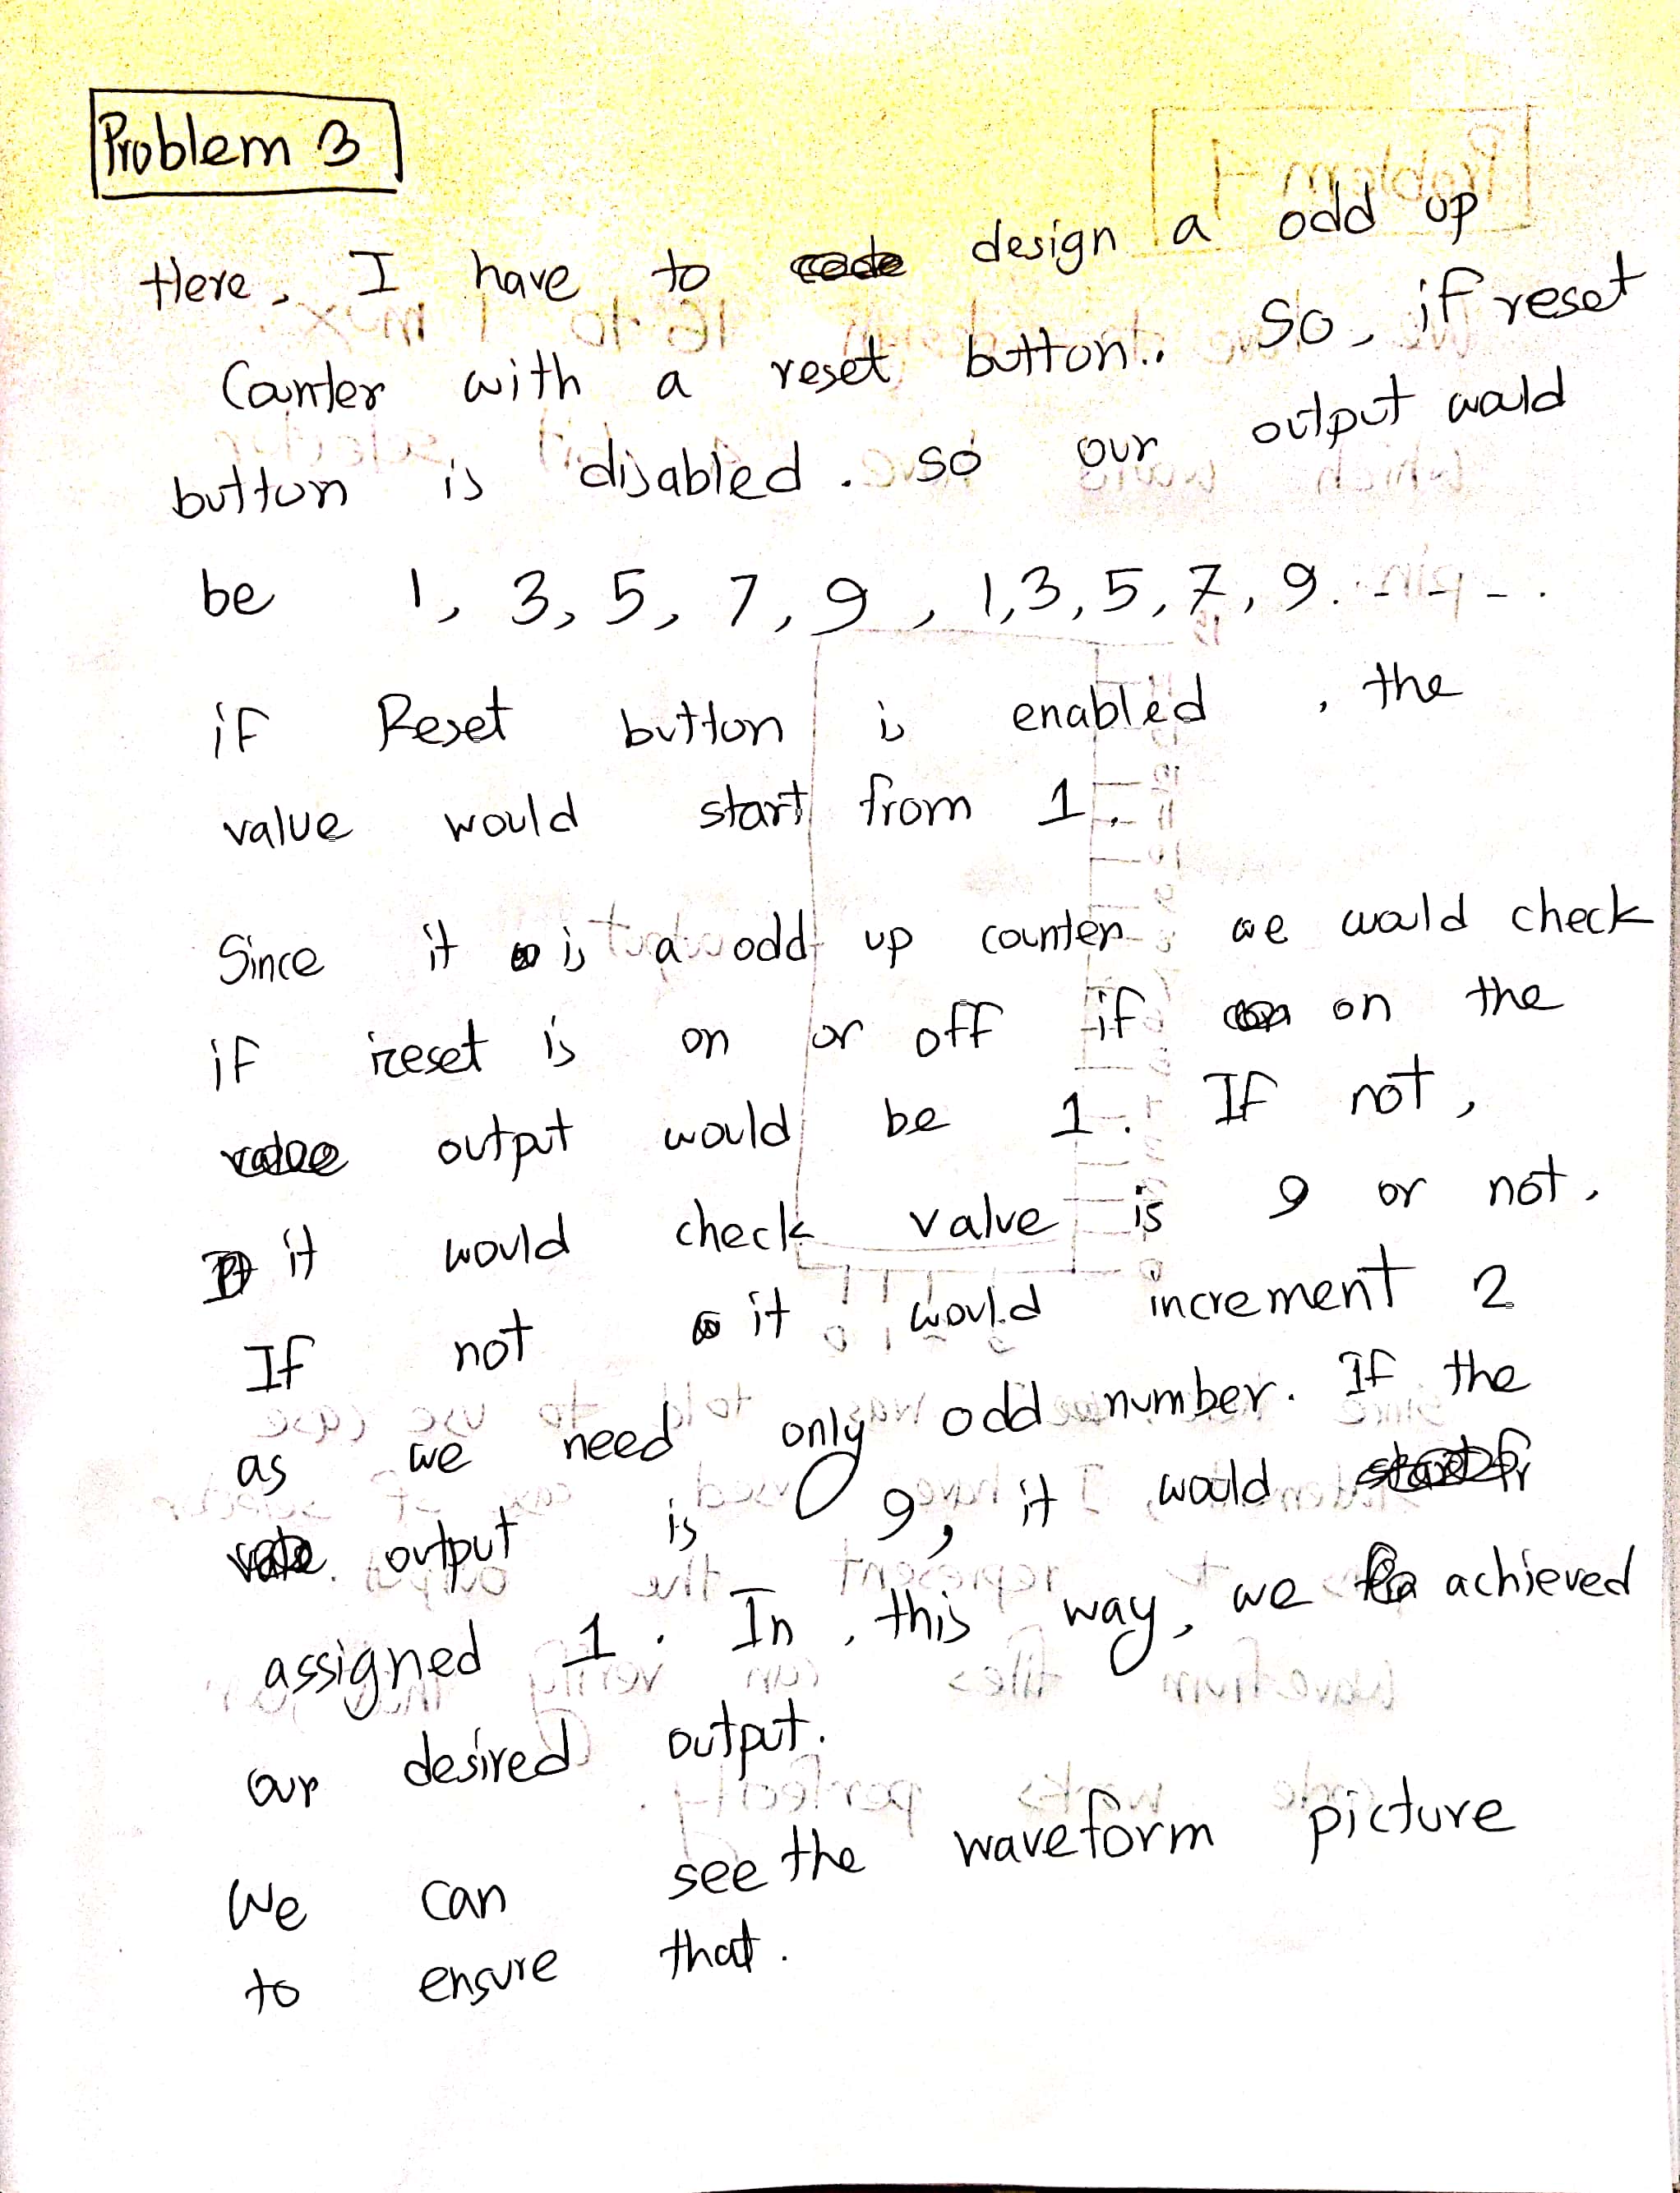 Problem 3
Here, I have to design a odd up
Counter with a reset button. So, if reset
button is disabled. so our output would
be 1, 3, 5, 7, 9, 1,3,5,7,9. - - - .
if Reset button is enabled, the
value would start from 1.
Since it is a odd up counter we would check
if reset is on or off if on the
output would be 1. If not,
it would check value is 9 or not.
If not it would increment 2
as we need only odd number. If the
output is 9, it would
assigned 1. In this way, we achieved
our desired output.
We can see the waveform picture
to ensure that.